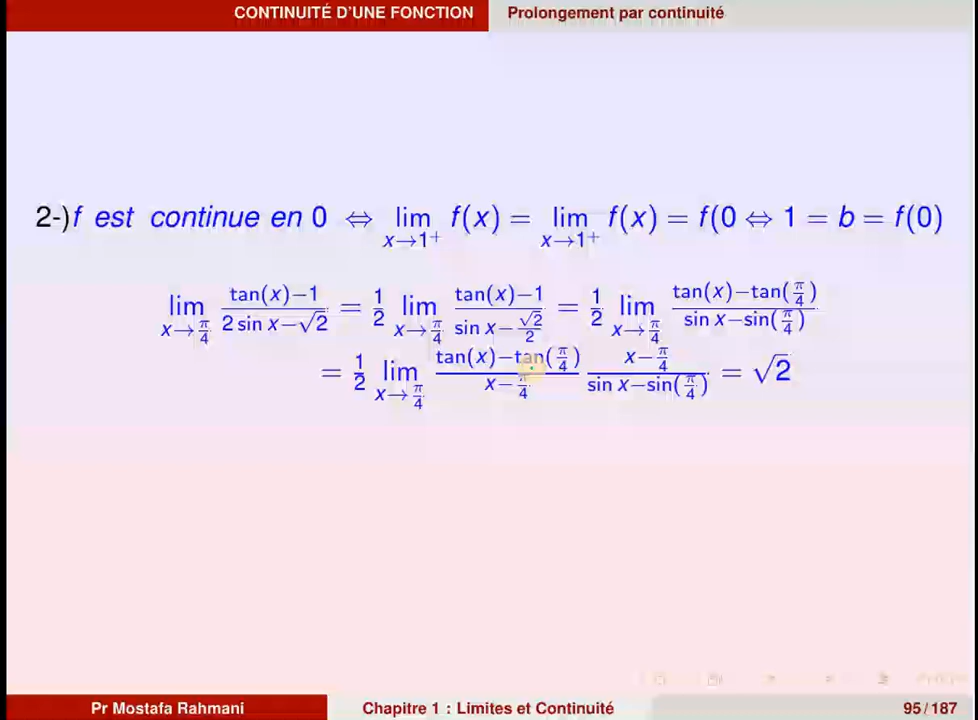 CONTINUITÉ D'UNE FONCTION Prolongement par continuité
2-)f est continue en 0 ⇔ lim_{x→1⁺} f(x) = lim_{x→1⁺} f(x) = f(0 ⇔ 1 = b = f(0)
lim_{x→π/4} (tan(x)−1)/(2 sin x−√2) = 1/2 lim_{x→π/4} (tan(x)−1)/(sin x−√2/2) = 1/2 lim_{x→π/4} (tan(x)−tan(π/4))/(sin x−sin(π/4))
= 1/2 lim_{x→π/4} (tan(x)−tan(π/4))/(x−π/4) (x−π/4)/(sin x−sin(π/4)) = √2
Pr Mostafa Rahmani Chapitre 1 : Limites et Continuité 95/187